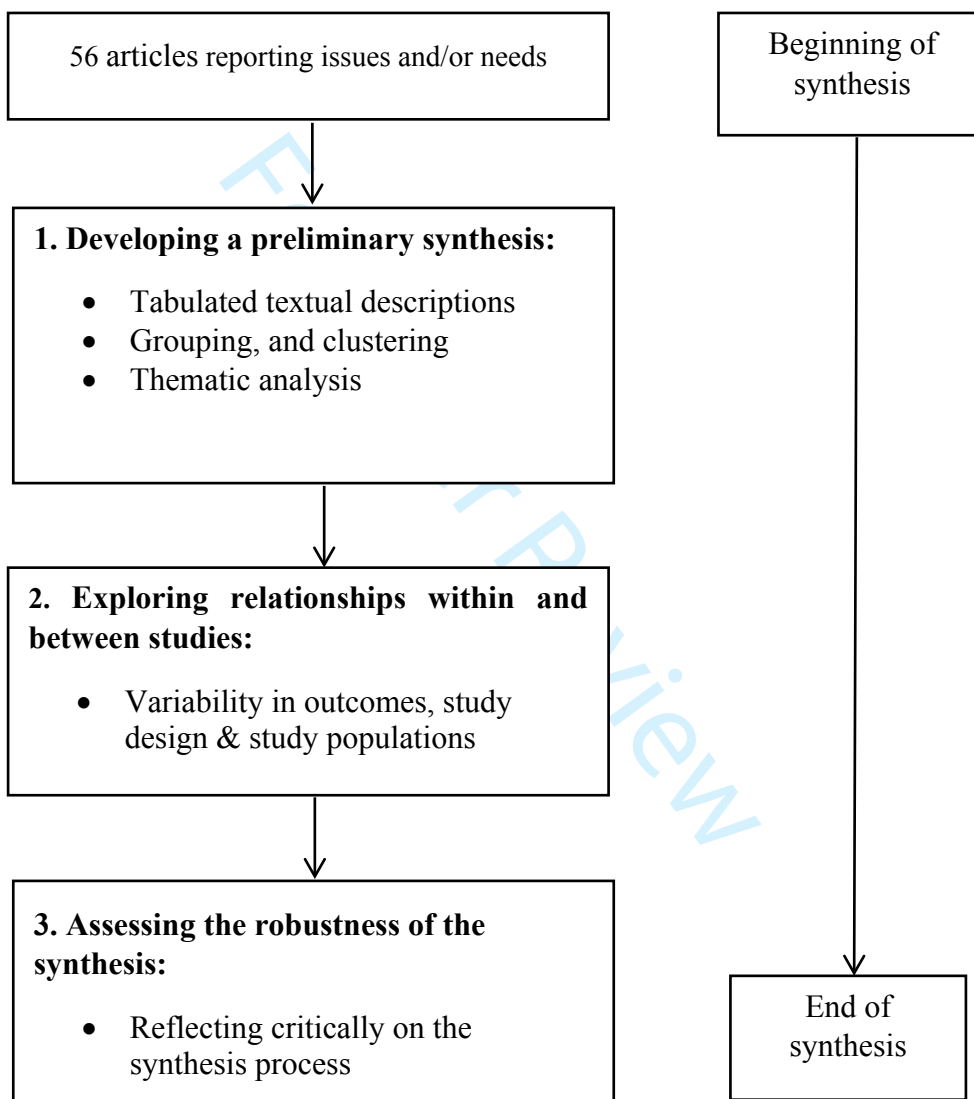 56 articles reporting issues and/or needs
Beginning of
synthesis
1. Developing a preliminary synthesis:
• Tabulated textual descriptions
• Grouping, and clustering
• Thematic analysis
2. Exploring relationships within and
between studies:
• Variability in outcomes, study
design & study populations
3. Assessing the robustness of the
synthesis:
• Reflecting critically on the
synthesis process
End of
synthesis